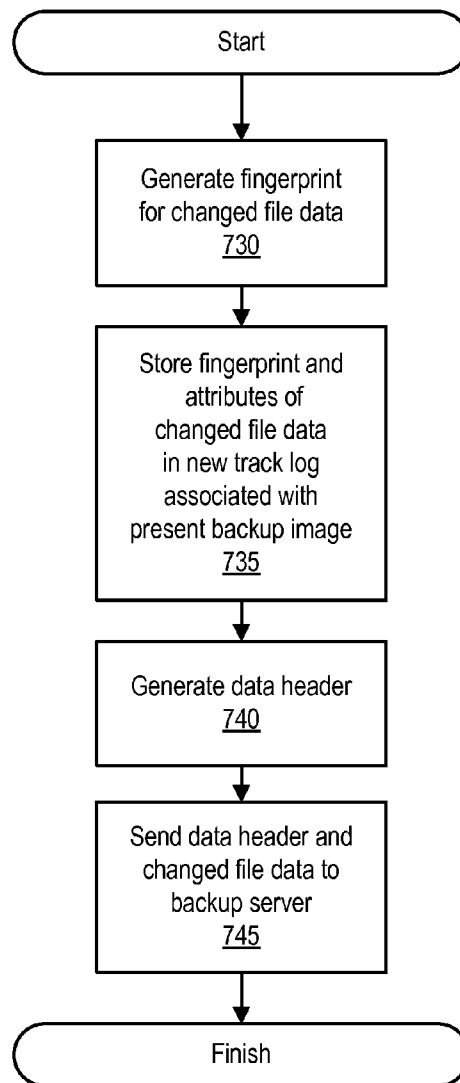 Start
Generate fingerprint
for changed file data
730
Store fingerprint and
attributes of
changed file data
in new track log
associated with
present backup image
735
Generate data header
740
Send data header and
changed file data to
backup server
745
Finish